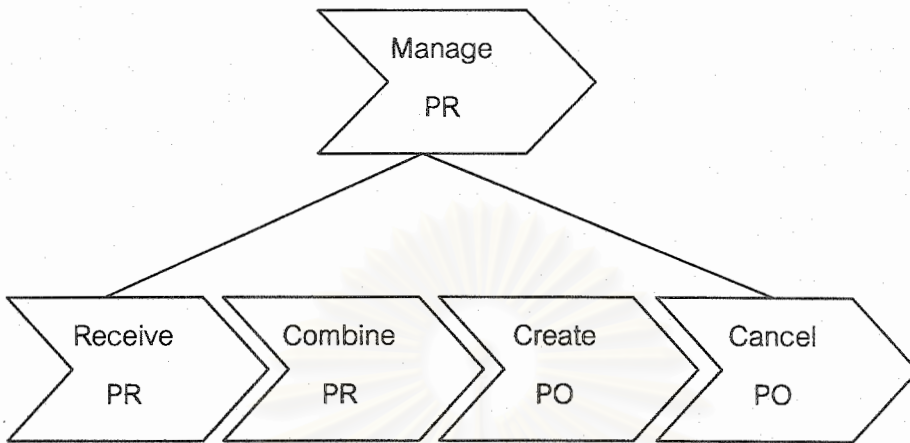 Manage
PR
Receive
PR
Combine
PR
Create
PO
Cancel
PO